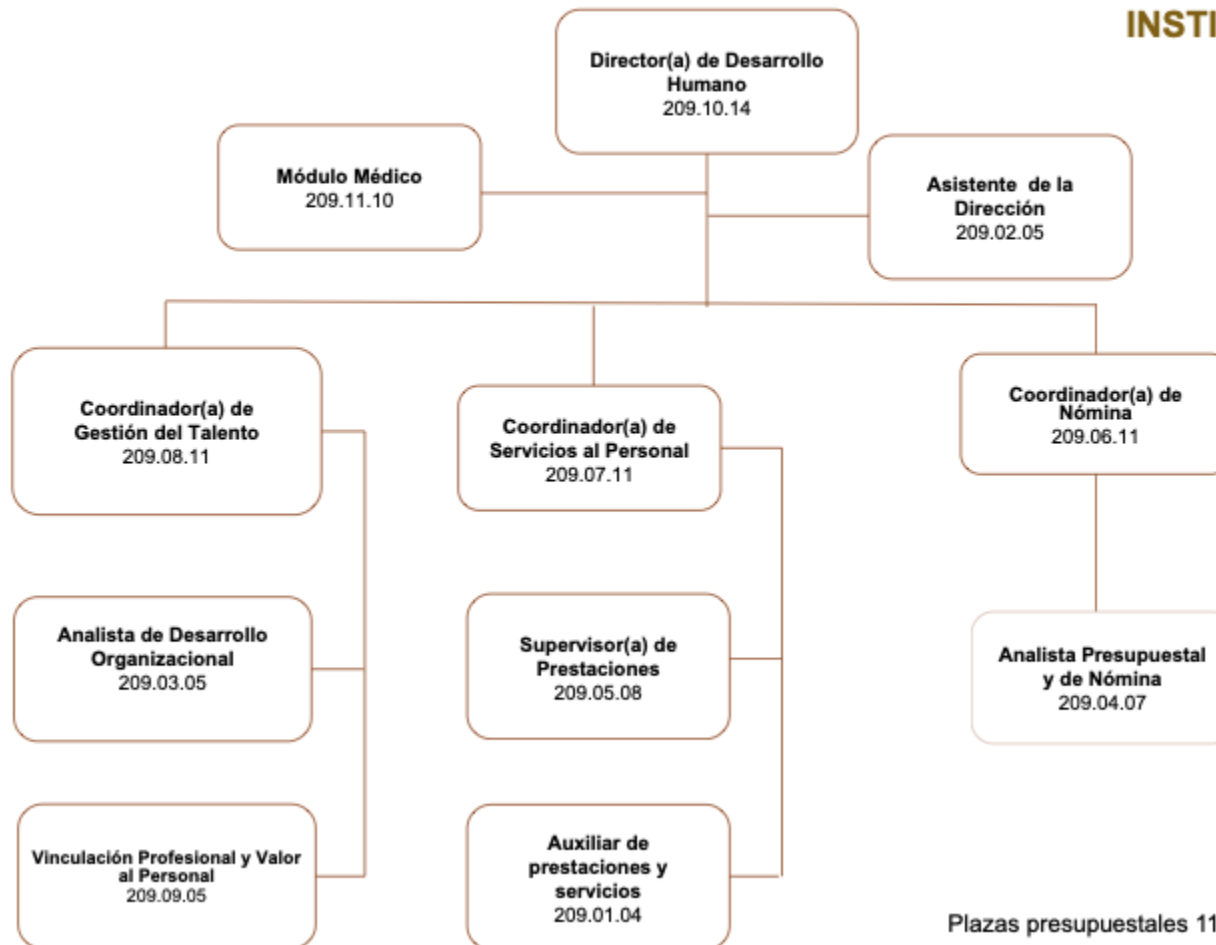 INSTI
Director(a) de Desarrollo
Humano
209.10.14
Módulo Médico
209.11.10
Asistente de la
Dirección
209.02.05
Coordinador(a) de
Gestión del Talento
209.08.11
Coordinador(a) de
Servicios al Personal
209.07.11
Coordinador(a) de
Nómina
209.06.11
Analista de Desarrollo
Organizacional
209.03.05
Supervisor(a) de
Prestaciones
209.05.08
Analista Presupuestal
y de Nómina
209.04.07
Vinculación Profesional y Valor
al Personal
209.09.05
Auxiliar de
prestaciones y
servicios
209.01.04
Plazas presupuestales 11